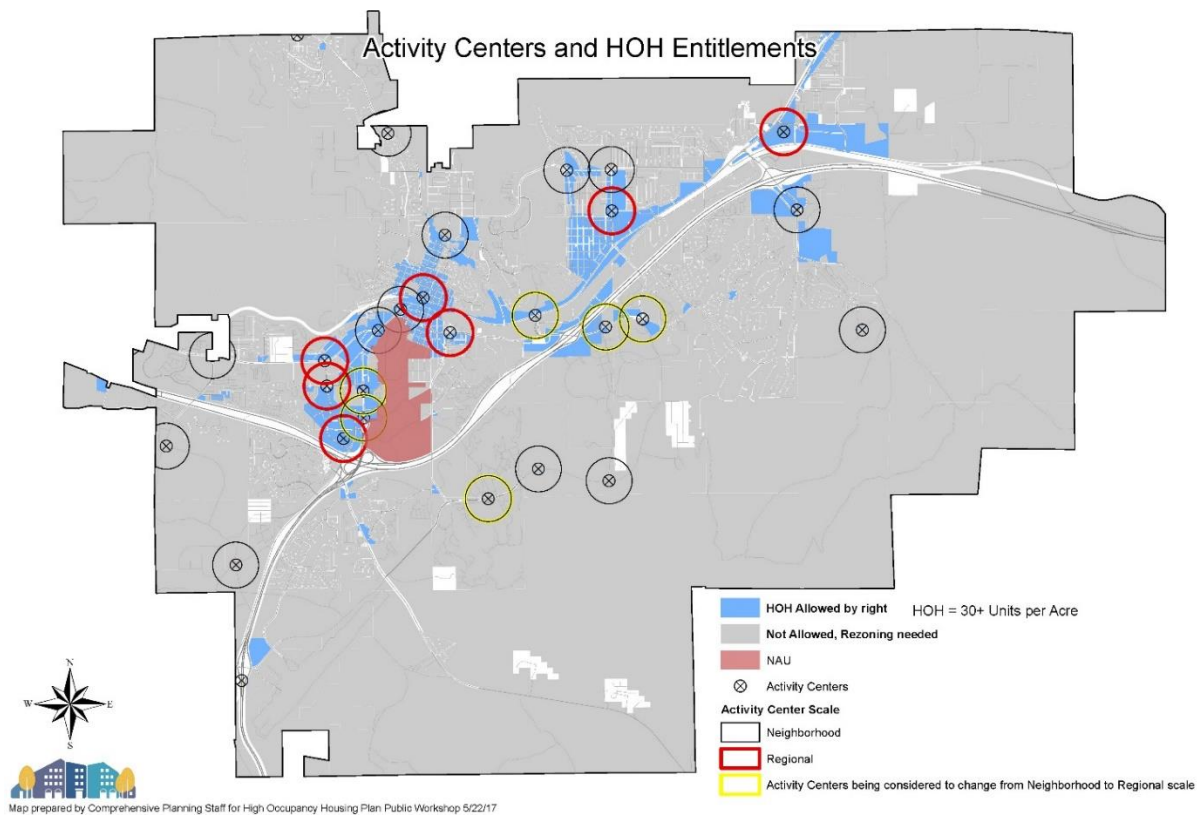 Activity Centers and HOH Entitlements
HOH Allowed by right HOH = 30+ Units per Acre
Not Allowed, Rezoning needed
NAU
Activity Centers
Activity Center Scale
Neighborhood
Regional
Activity Centers being considered to change from Neighborhood to Regional scale
N
W E
S
Map prepared by Comprehensive Planning Staff for High Occupancy Housing Plan Public Workshop 5/22/17